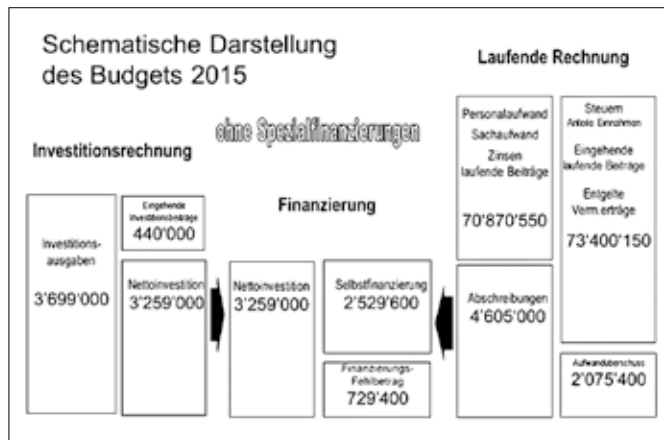 Schematische Darstellung
des Budgets 2015
Laufende Rechnung
ohne Spezialfinanzierungen
Investitionsrechnung
Finanzierung
Investitions-
ausgaben
3'699'000
Eingehende
Investitionsbeiträge
440'000
Nettoinvestition
3'259'000
Nettoinvestition
3'259'000
Selbstfinanzierung
2'529'600
Finanzierungs-
Fehlbetrag
729'400
Personalaufwand
Sachaufwand
Zinsen
laufende Beiträge
70'870'550
Abschreibungen
4'605'000
Steuern
Anteile Einnahmen
Eingehende
laufende Beiträge
Entgelte
Verm.erträge
73'400'150
Aufwandüberschuss
2'075'400